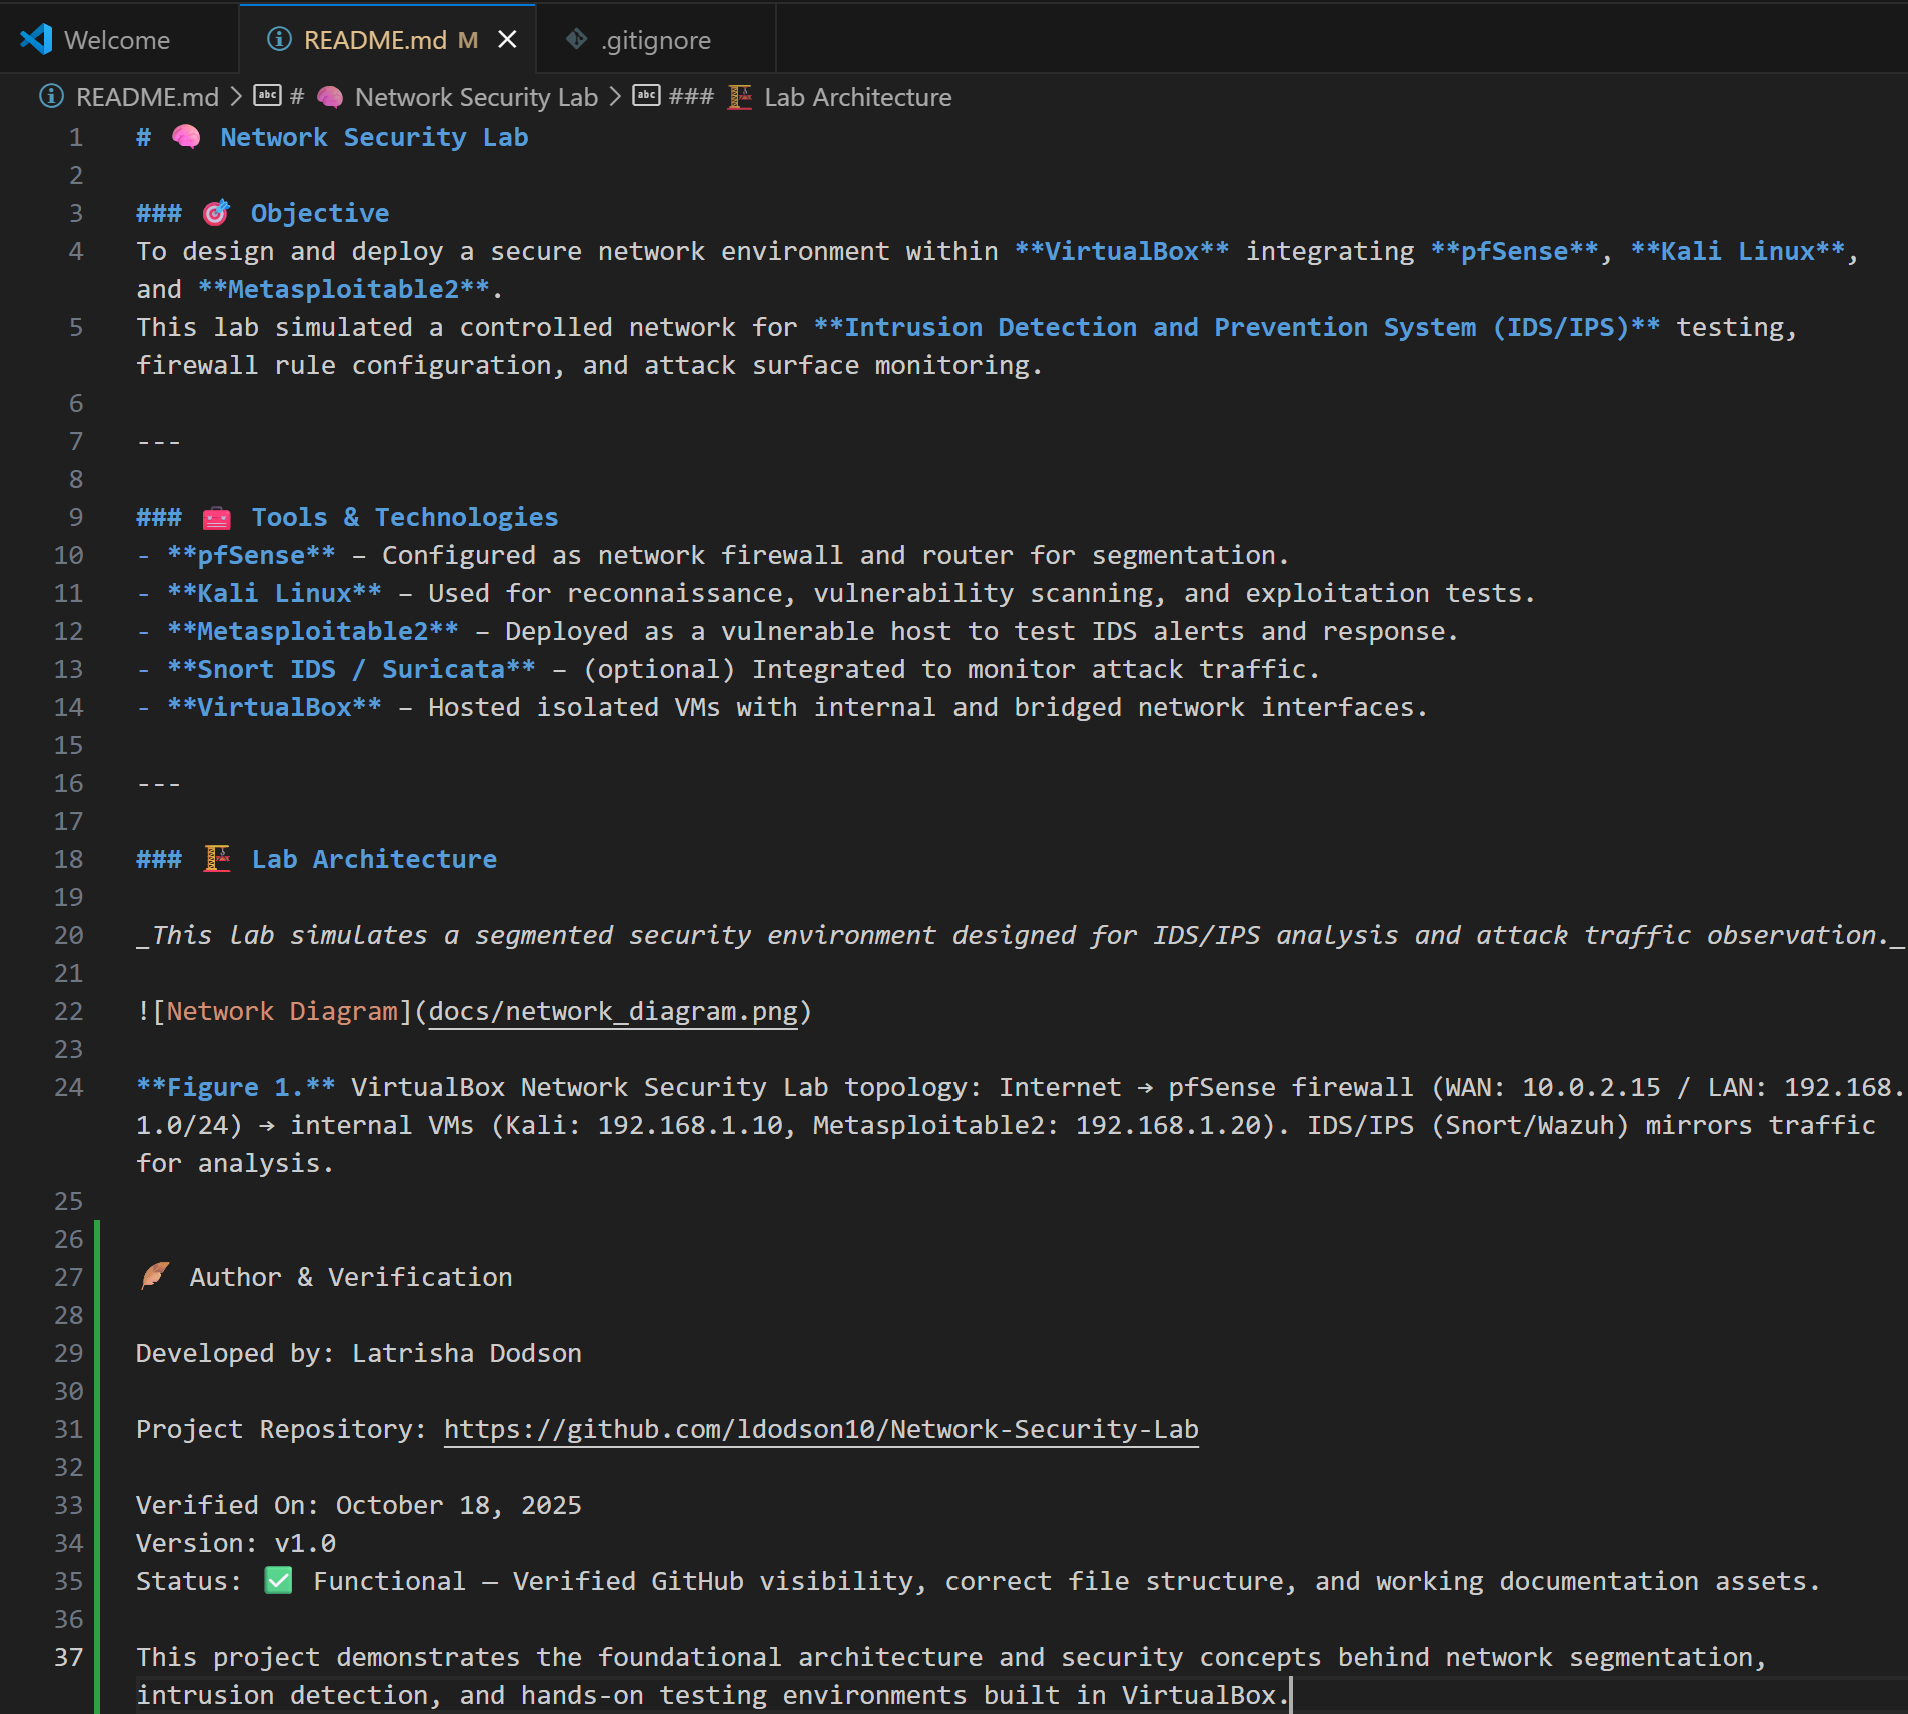 Welcome
README.md M
.gitignore
README.md > # 🧠 Network Security Lab > ### 🏗️ Lab Architecture
1 # 🧠 Network Security Lab
2
3 ### 🎯 Objective
4 To design and deploy a secure network environment within **VirtualBox** integrating **pfSense**, **Kali Linux**,
and **Metasploitable2**.
5 This lab simulated a controlled network for **Intrusion Detection and Prevention System (IDS/IPS)** testing,
firewall rule configuration, and attack surface monitoring.
6
7 ---
8
9 ### 🧰 Tools & Technologies
10 - **pfSense** – Configured as network firewall and router for segmentation.
11 - **Kali Linux** – Used for reconnaissance, vulnerability scanning, and exploitation tests.
12 - **Metasploitable2** – Deployed as a vulnerable host to test IDS alerts and response.
13 - **Snort IDS / Suricata** – (optional) Integrated to monitor attack traffic.
14 - **VirtualBox** – Hosted isolated VMs with internal and bridged network interfaces.
15
16 ---
17
18 ### 🏗️ Lab Architecture
19
20 _This lab simulates a segmented security environment designed for IDS/IPS analysis and attack traffic observation._
21
22 ![Network Diagram](docs/network_diagram.png)
23
24 **Figure 1.** VirtualBox Network Security Lab topology: Internet → pfSense firewall (WAN: 10.0.2.15 / LAN: 192.168.
1.0/24) → internal VMs (Kali: 192.168.1.10, Metasploitable2: 192.168.1.20). IDS/IPS (Snort/Wazuh) mirrors traffic
for analysis.
25
26
27 🪶 Author & Verification
28
29 Developed by: Latrisha Dodson
30
31 Project Repository: https://github.com/ldodson10/Network-Security-Lab
32
33 Verified On: October 18, 2025
34 Version: v1.0
35 Status: ✅ Functional — Verified GitHub visibility, correct file structure, and working documentation assets.
36
37 This project demonstrates the foundational architecture and security concepts behind network segmentation,
intrusion detection, and hands-on testing environments built in VirtualBox.